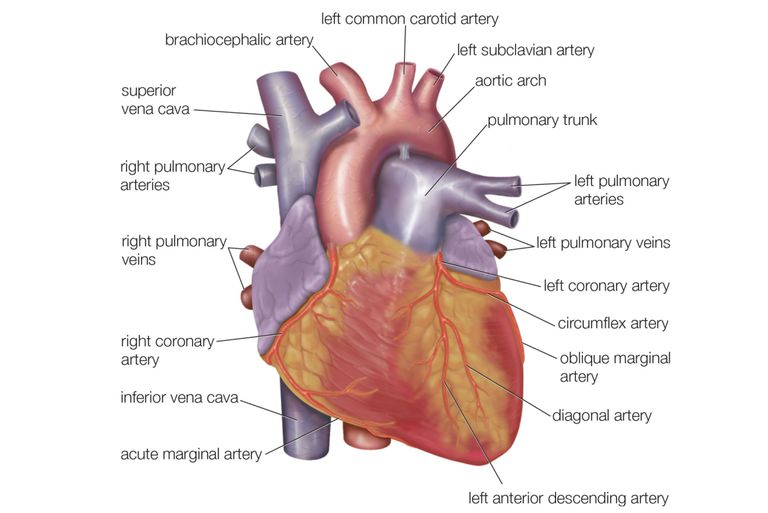 left common carotid artery
brachiocephalic artery
left subclavian artery
aortic arch
superior
vena cava
pulmonary trunk
right pulmonary
arteries
left pulmonary
arteries
right pulmonary
veins
left pulmonary veins
left coronary artery
circumflex artery
right coronary
artery
oblique marginal
artery
inferior vena cava
diagonal artery
acute marginal artery
left anterior descending artery